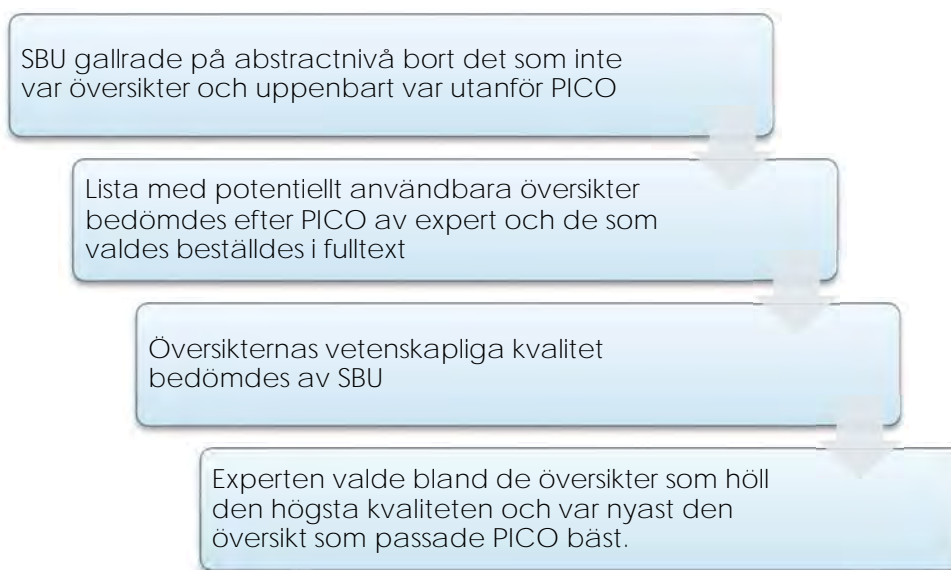 SBU gallrade på abstractnivå bort det som inte
var översikter och uppenbart var utanför PICO
Lista med potentiellt användbara översikter
bedömdes efter PICO av expert och de som
valdes beställdes i fulltext
Översikternas vetenskapliga kvalitet
bedömdes av SBU
Experten valde bland de översikter som höll
den högsta kvaliteten och var nyast den
översikt som passade PICO bäst.